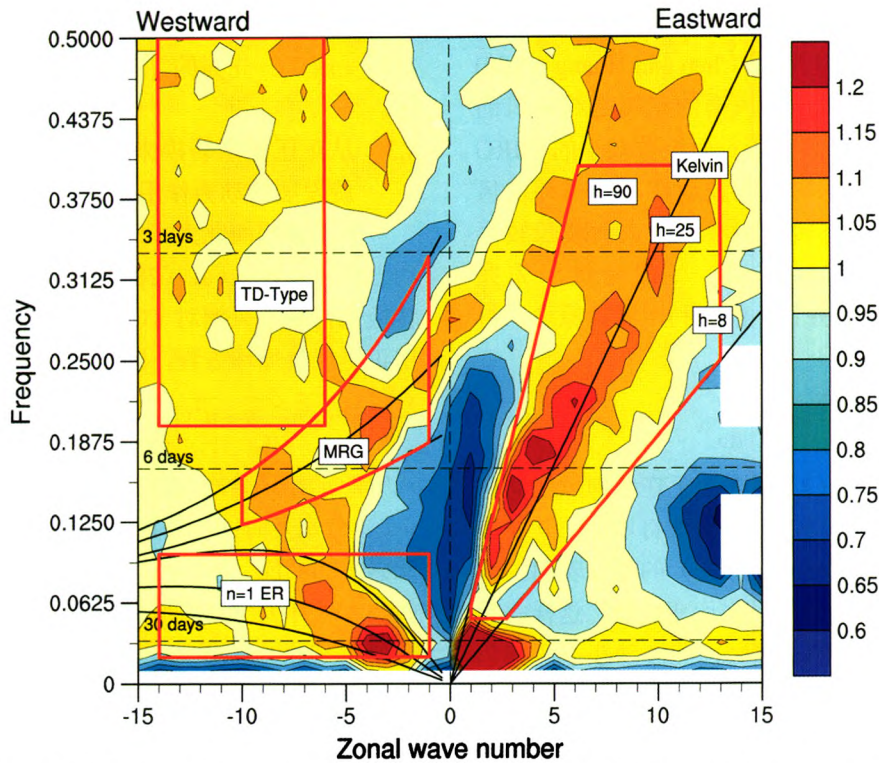 Westward Eastward
0.5000
0.4375
0.3750
0.3125
0.2500
0.1875
0.1250
0.0625
0
Frequency
3 days
6 days
30 days
TD-Type
MRG
n=1 ER
Kelvin
h=90
h=25
h=8
-15 -10 -5 0 5 10 15
Zonal wave number
1.2
1.15
1.1
1.05
1
0.95
0.9
0.85
0.8
0.75
0.7
0.65
0.6